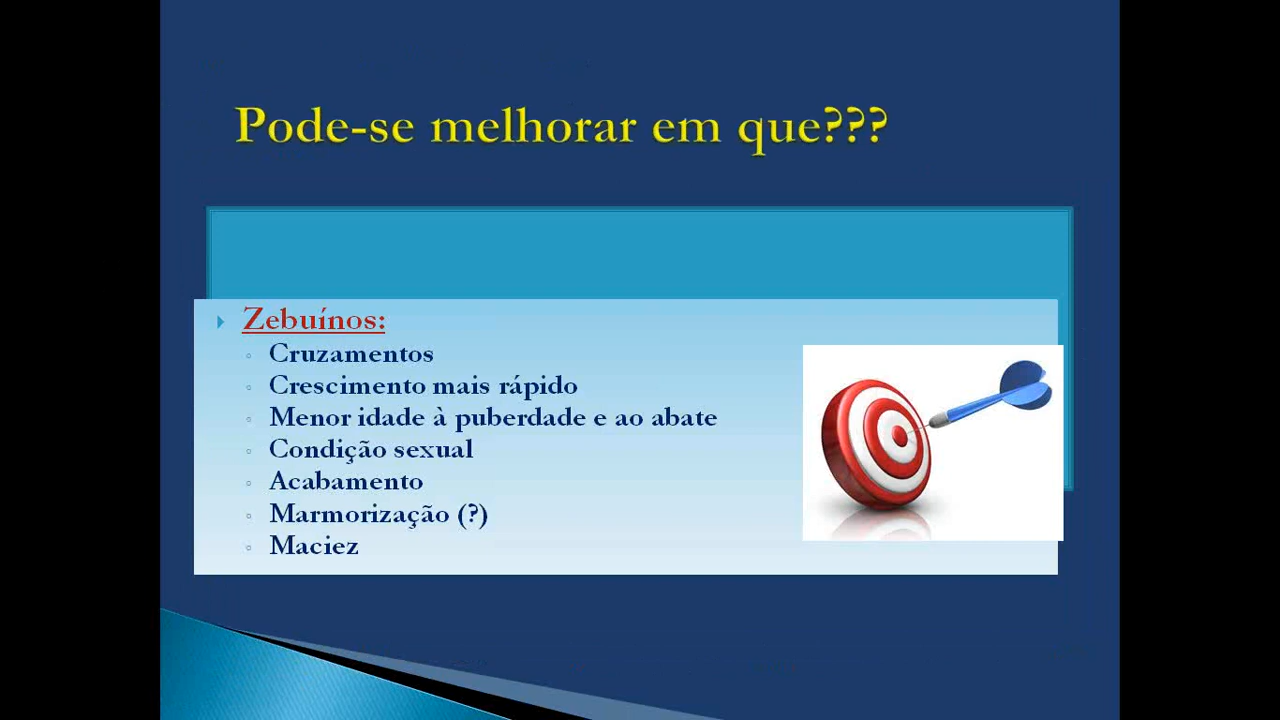 Pode-se melhorar em que???
Zebuínos:
Cruzamentos
Crescimento mais rápido
Menor idade à puberdade e ao abate
Condição sexual
Acabamento
Marmorização (?)
Maciez